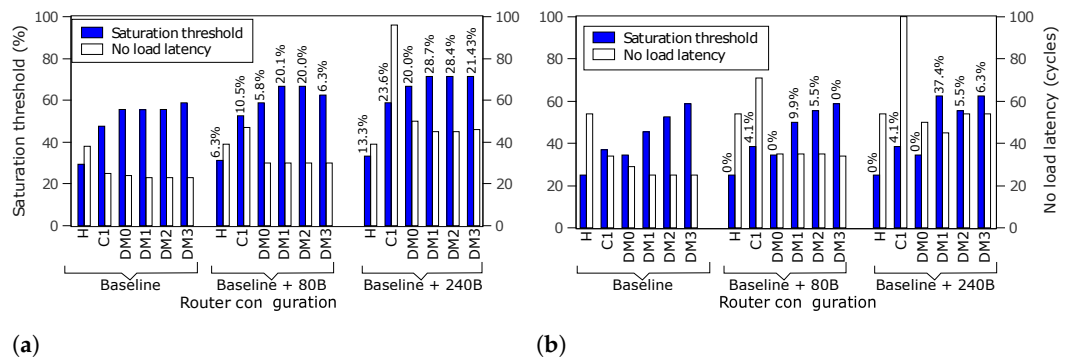 100
80
60
40
20
0
Saturation threshold (%)
Saturation threshold
No load latency
6.3%
10.5%
5.8%
20.1%
20.0%
6.3%
13.3%
23.6%
20.0%
28.7%
28.4%
21.43%
100
80
60
40
20
0
H
C1
DM0
DM1
DM2
DM3
H
C1
DM0
DM1
DM2
DM3
H
C1
DM0
DM1
DM2
DM3
Baseline
Baseline + 80B
Baseline + 240B
Router con guration
(a)
100
80
60
40
20
0
Saturation threshold
No load latency
0%
4.1%
0%
9.9%
5.5%
0%
0%
4.1%
0%
37.4%
5.5%
6.3%
100
80
60
40
20
0
No load latency (cycles)
H
C1
DM0
DM1
DM2
DM3
H
C1
DM0
DM1
DM2
DM3
H
C1
DM0
DM1
DM2
DM3
Baseline
Baseline + 80B
Baseline + 240B
Router con guration
(b)